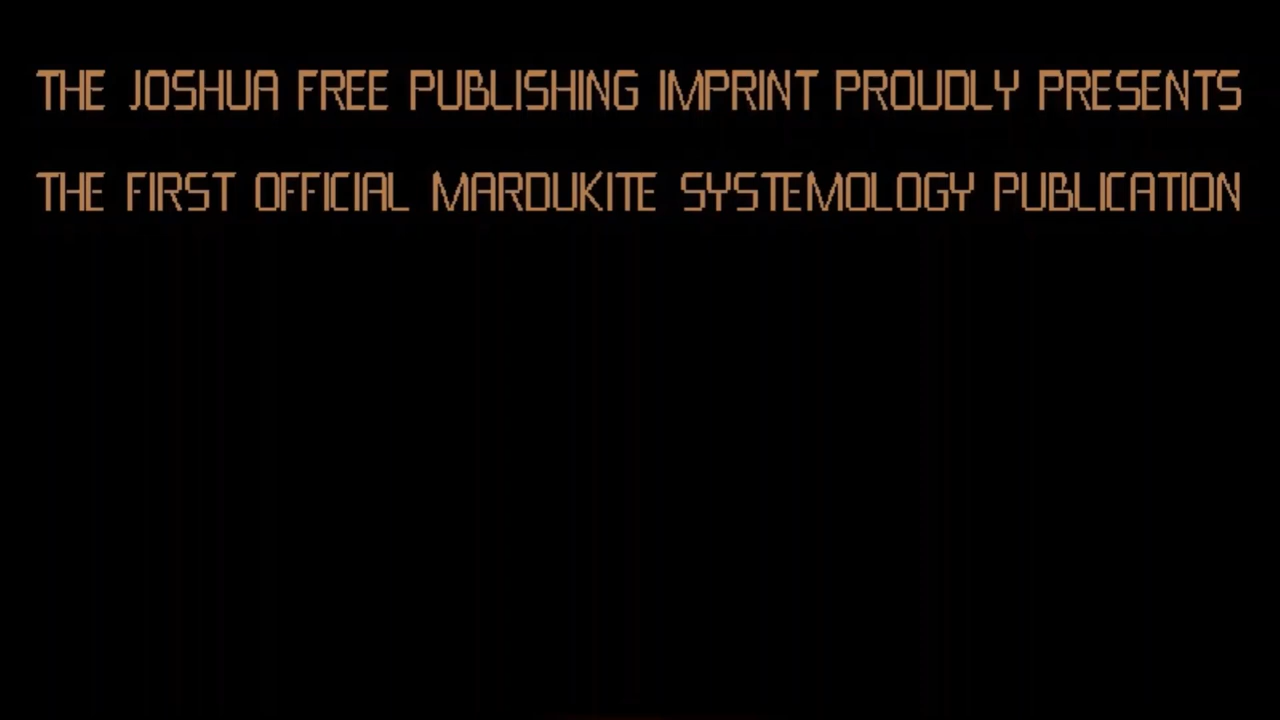 THE JOSHUA FREE PUBLISHING IMPRINT PROUDLY PRESENTS
THE FIRST OFFICIAL MARDUKITE SYSTEMOLOGY PUBLICATION